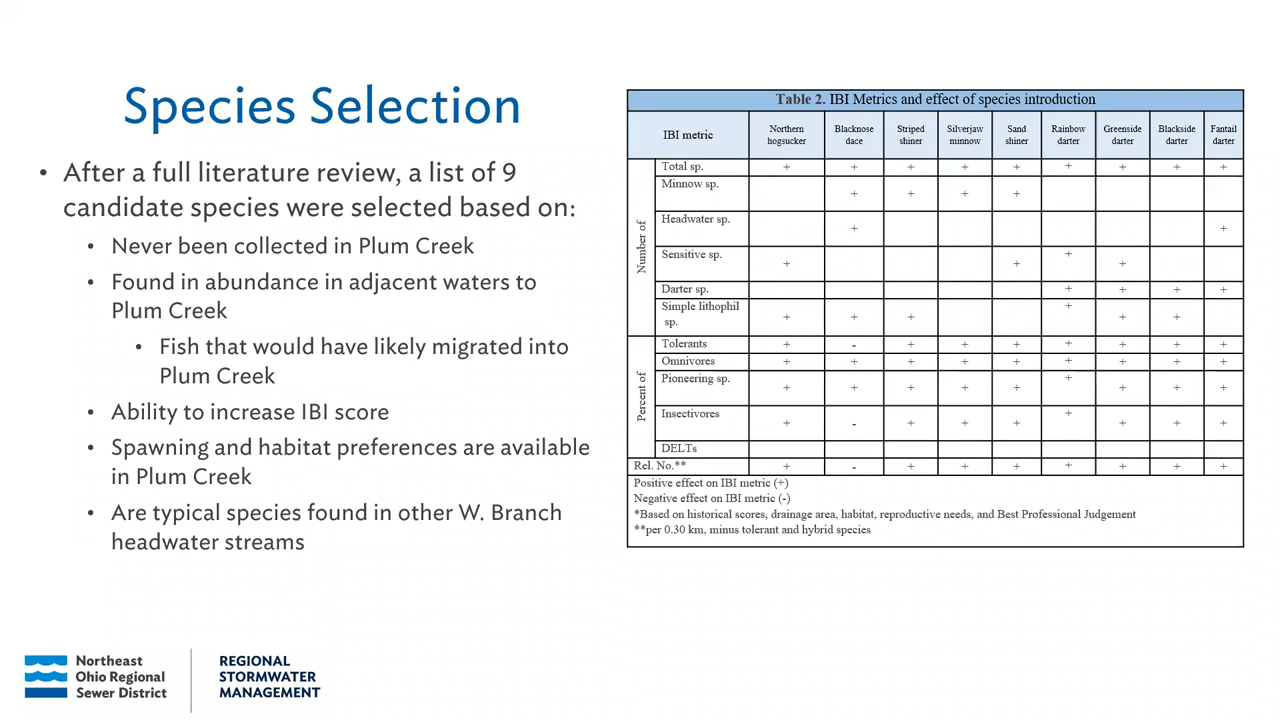 Species Selection
• After a full literature review, a list of 9
candidate species were selected based on:
• Never been collected in Plum Creek
• Found in abundance in adjacent waters to
Plum Creek
• Fish that would have likely migrated into
Plum Creek
• Ability to increase IBI score
• Spawning and habitat preferences are available
in Plum Creek
• Are typical species found in other W. Branch
headwater streams
Table 2. IBI Metrics and effect of species introduction
IBI metric Northern hogsucker Blacknose dace Striped shiner Silverjaw minnow Sand shiner Rainbow darter Greenside darter Blackside darter Fantail darter
Number of
Total sp. + + + + + + + + +
Minnow sp. + + + +
Headwater sp. + +
Sensitive sp. + + + +
Darter sp. + + + +
Simple lithophil sp. + + + + + +
Percent of
Tolerants + - + + + + + + +
Omnivores + + + + + + + + +
Pioneering sp. + + + + + + + + +
Insectivores + - + + + + + + +
DELTs
Rel. No.** + - + + + + + + +
Positive effect on IBI metric (+)
Negative effect on IBI metric (-)
*Based on historical scores, drainage area, habitat, reproductive needs, and Best Professional Judgement
**per 0.30 km, minus tolerant and hybrid species
Northeast
Ohio Regional
Sewer District
REGIONAL
STORMWATER
MANAGEMENT